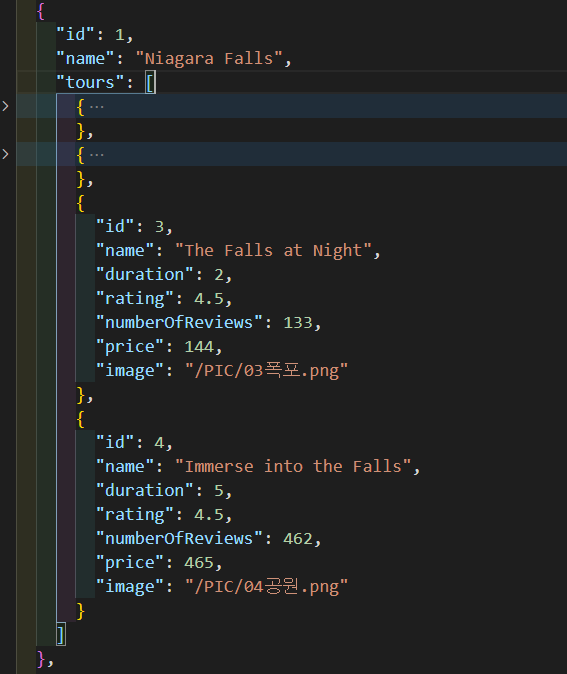 {
"id": 1,
"name": "Niagara Falls",
"tours": [
{ ···
},
{ ···
},
{
"id": 3,
"name": "The Falls at Night",
"duration": 2,
"rating": 4.5,
"numberOfReviews": 133,
"price": 144,
"image": "/PIC/03폭포.png"
},
{
"id": 4,
"name": "Immerse into the Falls",
"duration": 5,
"rating": 4.5,
"numberOfReviews": 462,
"price": 465,
"image": "/PIC/04공원.png"
}
]
},